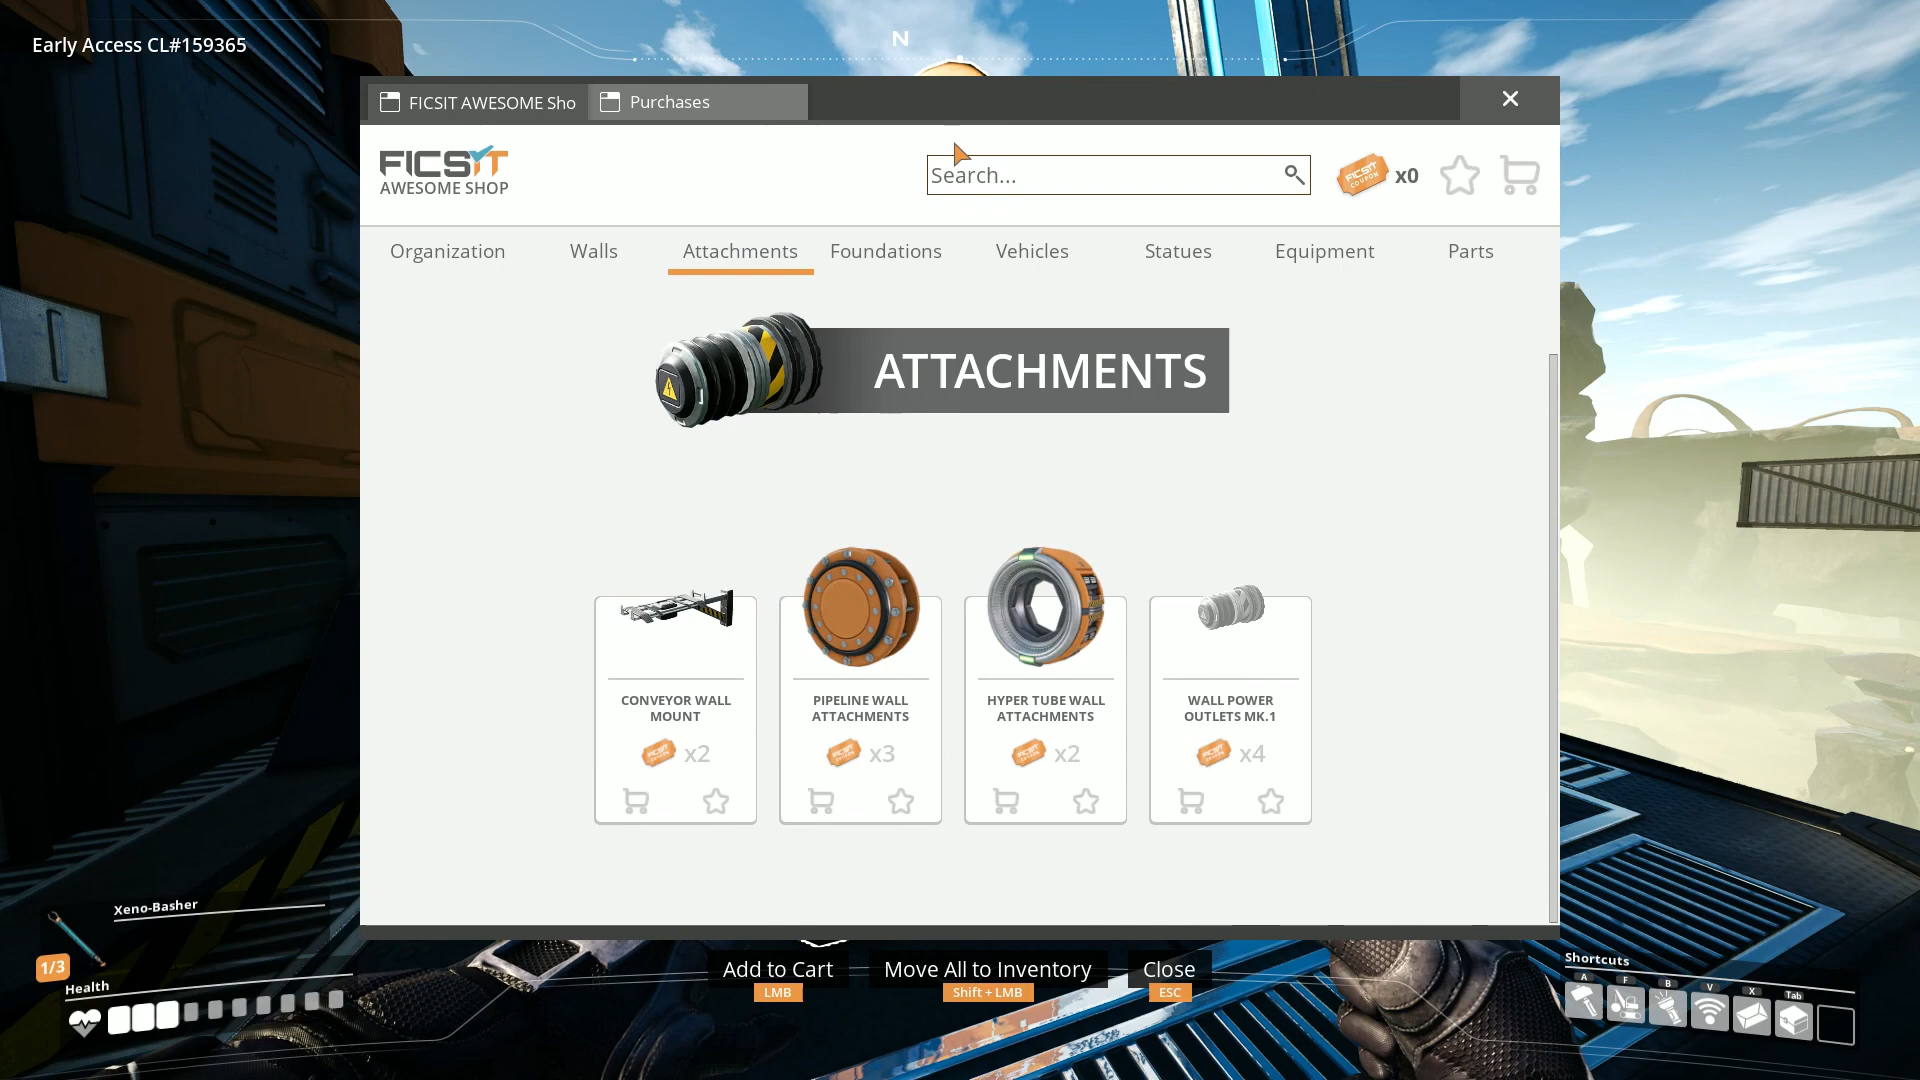 Early Access CL#159365
N
FICSIT AWESOME Sho
Purchases
FICSIT
AWESOME SHOP
Search...
FICSIT
COUPON
x0
Organization
Walls
Attachments
Foundations
Vehicles
Statues
Equipment
Parts
ATTACHMENTS
CONVEYOR WALL
MOUNT
x2
PIPELINE WALL
ATTACHMENTS
x3
HYPER TUBE WALL
ATTACHMENTS
x2
WALL POWER
OUTLETS MK.1
x4
Xeno-Basher
1/3
Health
Add to Cart
LMB
Move All to Inventory
Shift + LMB
Close
ESC
Shortcuts
A
F
B
V
X
Tab